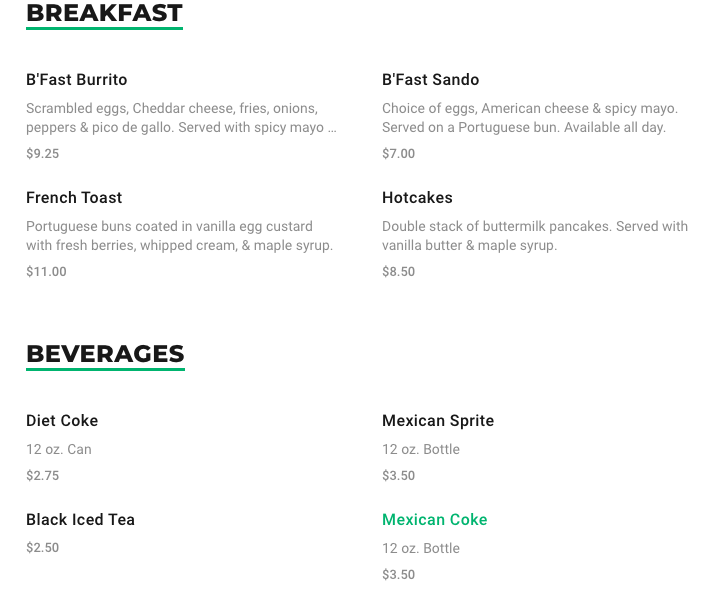 BREAKFAST
B'Fast Burrito
Scrambled eggs, Cheddar cheese, fries, onions,
peppers & pico de gallo. Served with spicy mayo ...
$9.25
B'Fast Sando
Choice of eggs, American cheese & spicy mayo.
Served on a Portuguese bun. Available all day.
$7.00
French Toast
Portuguese buns coated in vanilla egg custard
with fresh berries, whipped cream, & maple syrup.
$11.00
Hotcakes
Double stack of buttermilk pancakes. Served with
vanilla butter & maple syrup.
$8.50
BEVERAGES
Diet Coke
12 oz. Can
$2.75
Mexican Sprite
12 oz. Bottle
$3.50
Black Iced Tea
$2.50
Mexican Coke
12 oz. Bottle
$3.50